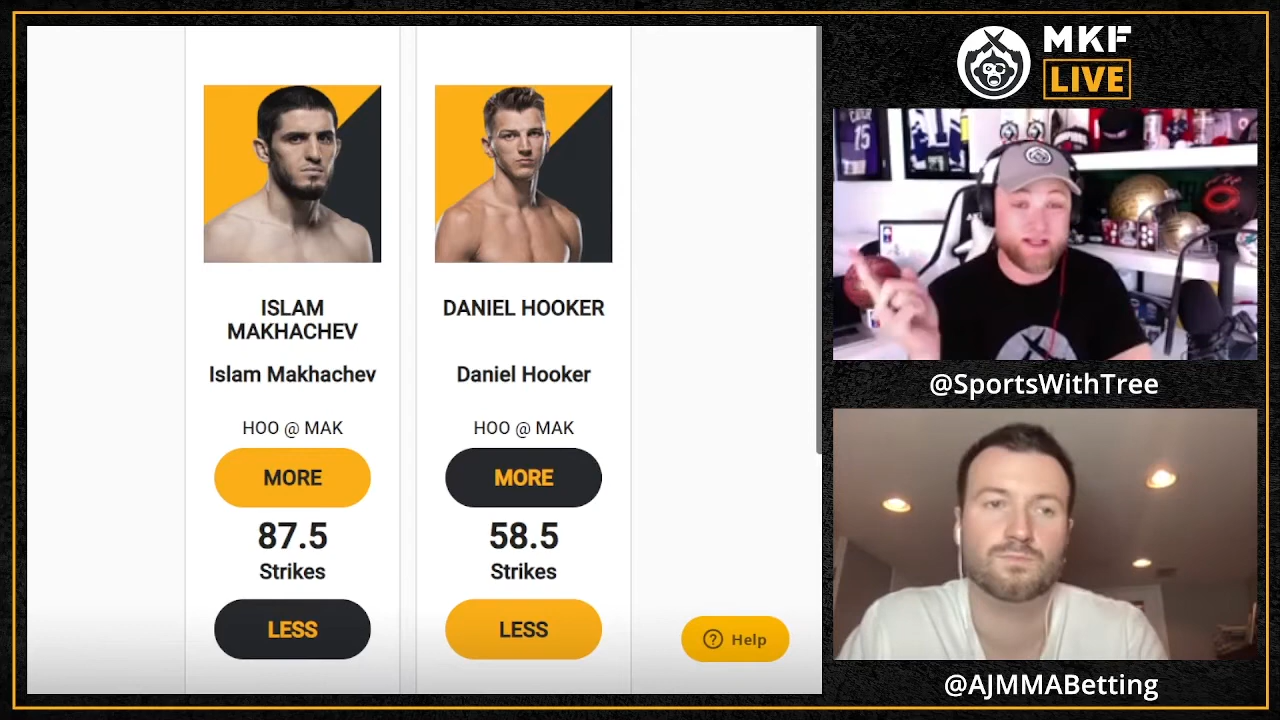 MKF
LIVE
ISLAM
MAKHACHEV
Islam Makhachev
HOO @ MAK
MORE
87.5
Strikes
LESS
DANIEL HOOKER
Daniel Hooker
HOO @ MAK
MORE
58.5
Strikes
LESS
? Help
15
@SportsWithTree
@AJMMABetting